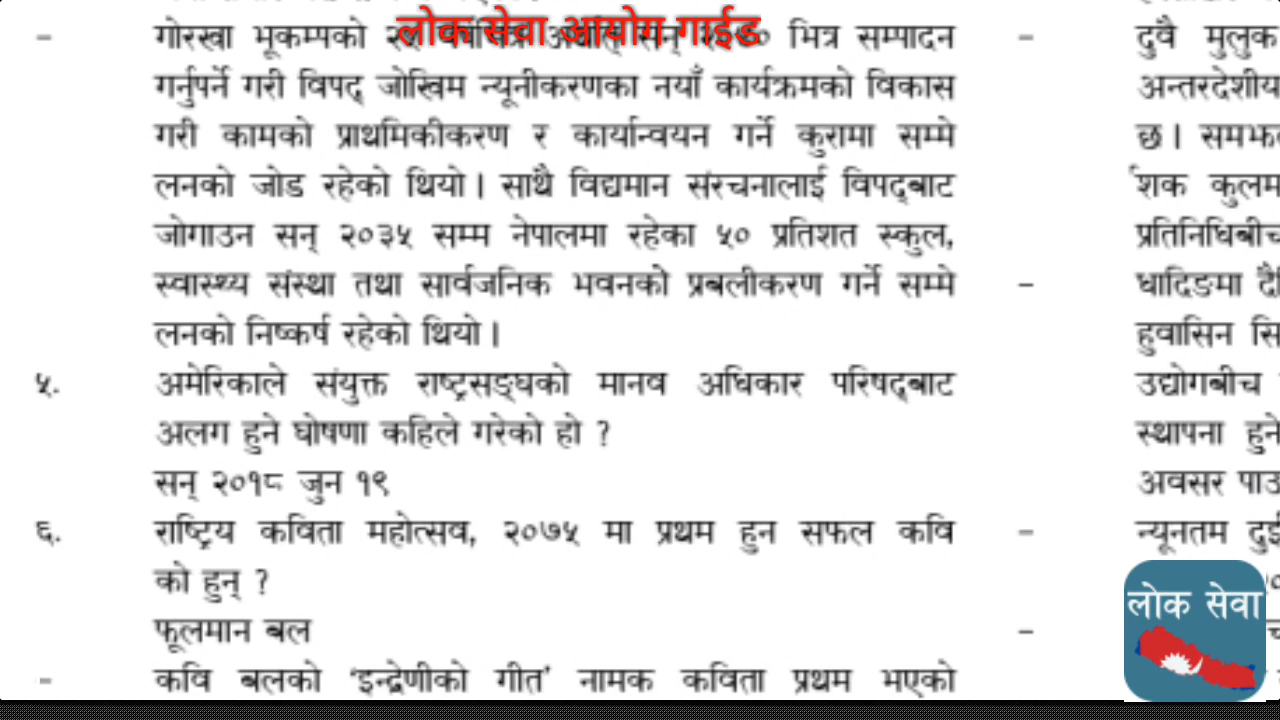 लोक सेवा आयोग गाईड
- गोरखा भूकम्पको भित्र सम्पादन
गर्नुपर्ने गरी विपद् जोखिम न्यूनीकरणका नयाँ कार्यक्रमको विकास
गरी कामको प्राथमिकीकरण र कार्यान्वयन गर्ने कुरामा सम्मे
लनको जोड रहेको थियो । साथै विद्यमान संरचनालाई विपद्बाट
जोगाउन सन् २०३५ सम्म नेपालमा रहेका ५० प्रतिशत स्कुल,
स्वास्थ्य संस्था तथा सार्वजनिक भवनको प्रबलीकरण गर्ने सम्मे
लनको निष्कर्ष रहेको थियो ।
५. अमेरिकाले संयुक्त राष्ट्रसङ्घको मानव अधिकार परिषद्बाट
अलग हुने घोषणा कहिले गरेको हो ?
सन् २०१८ जुन १९
६. राष्ट्रिय कविता महोत्सव, २०७५ मा प्रथम हुन सफल कवि
को हुन् ?
फूलमान बल
- कवि बलको ‘इन्द्रेणीको गीत’ नामक कविता प्रथम भएको
- दुवै मुलुक
अन्तरदेशीय
छ ।
शक
धादिङमा
हुवासिन
उद्योगबीच
स्थापना हुने
अवसर
- न्यूनतम दुई
-
लोक सेवा